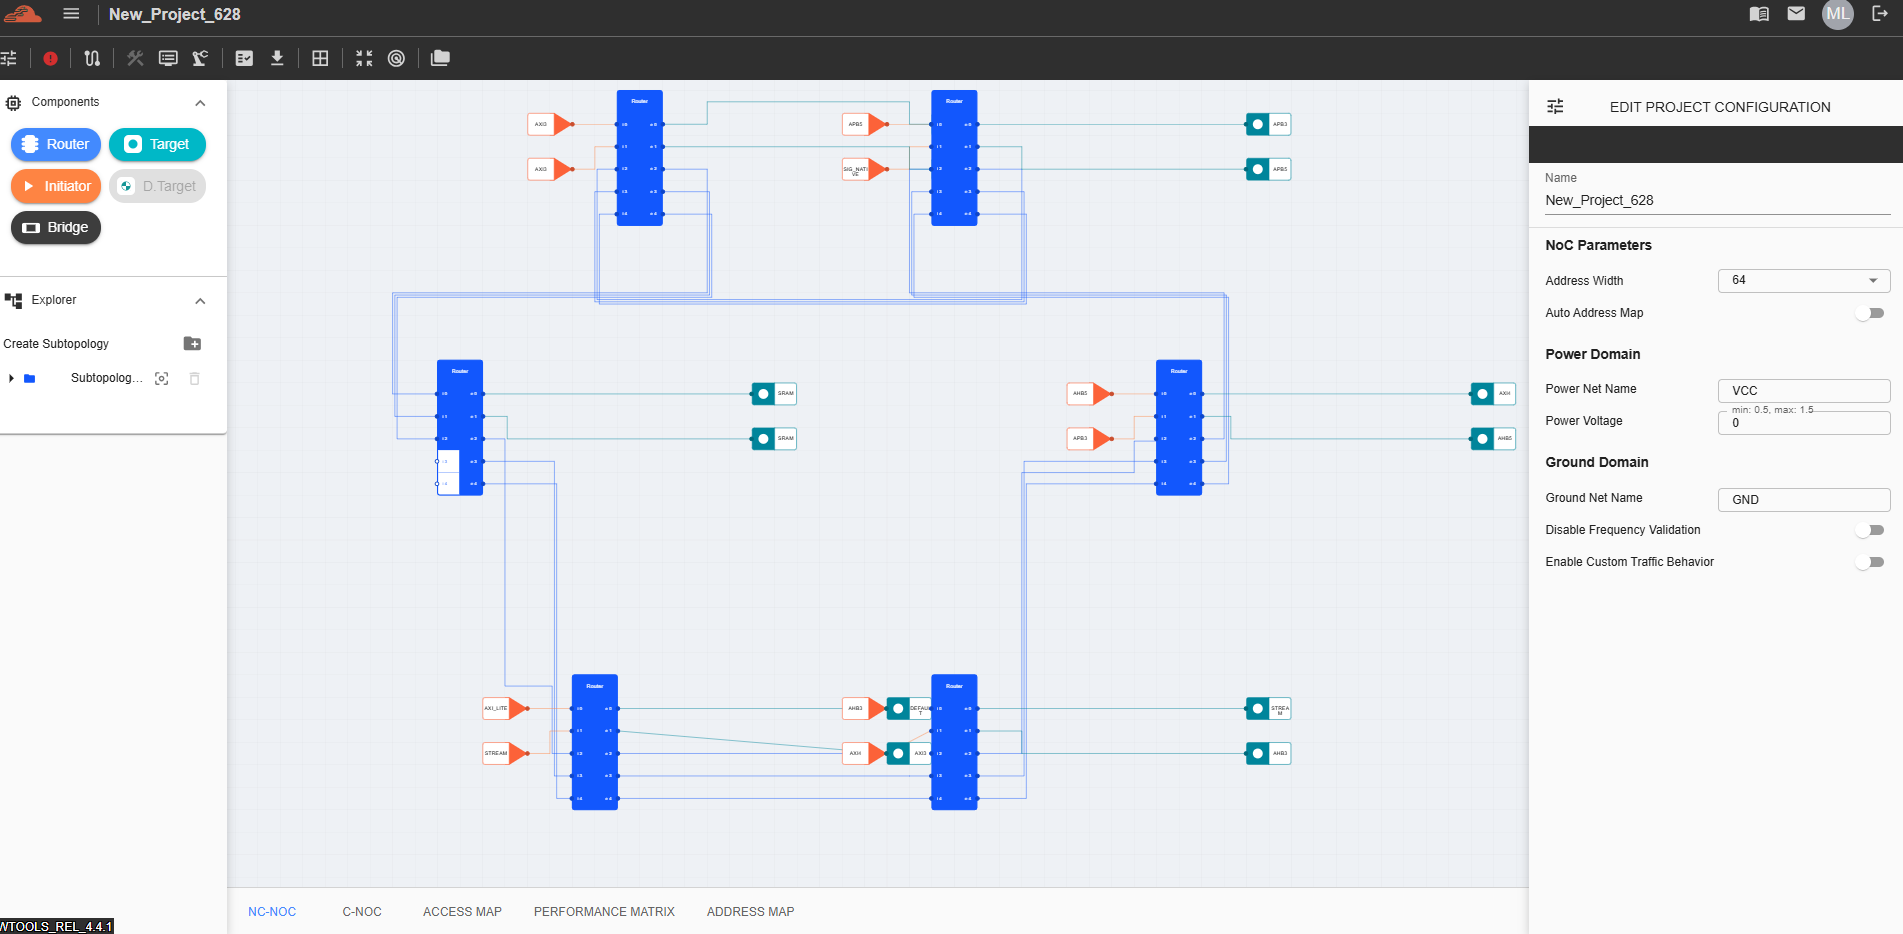 New_Project_628
ML
Components
Router
Target
Initiator
D.Target
Bridge
Explorer
Create Subtopology
Subtopolog...
Router
AXI3
AXI3
Router
APB5
SIG_NATI
VE
APB3
APB5
Router
SRAM
SRAM
Router
AHB5
APB3
AXI4
AHB5
Router
AXI_LITE
STREAM
Router
AHB3
DEFAUL
T
AXI4
AXI3
STREA
M
AHB3
EDIT PROJECT CONFIGURATION
Name
New_Project_628
NoC Parameters
Address Width
64
Auto Address Map
Power Domain
Power Net Name
VCC
min: 0.5, max: 1.5
Power Voltage
0
Ground Domain
Ground Net Name
GND
Disable Frequency Validation
Enable Custom Traffic Behavior
NC-NOC
C-NOC
ACCESS MAP
PERFORMANCE MATRIX
ADDRESS MAP
WTOOLS_REL_4.4.1